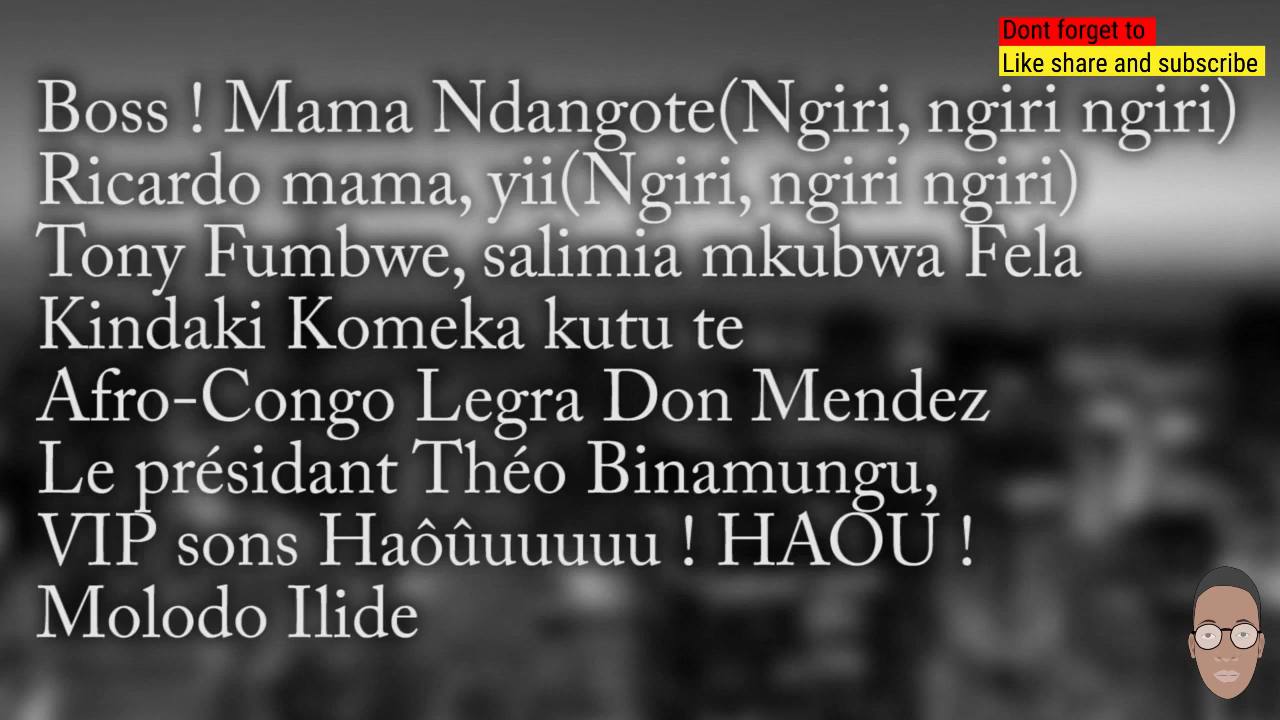 Dont forget to
Like share and subscribe
Boss ! Mama Ndangote(Ngiri, ngiri ngiri)
Ricardo mama, yii(Ngiri, ngiri ngiri)
Tony Fumbwe, salimia mkubwa Fela
Kindaki Komeka kutu te
Afro-Congo Legra Don Mendez
Le présidant Théo Binamungu,
VIP sons Haôûuuuuu ! HAOU !
Molodo Ilide